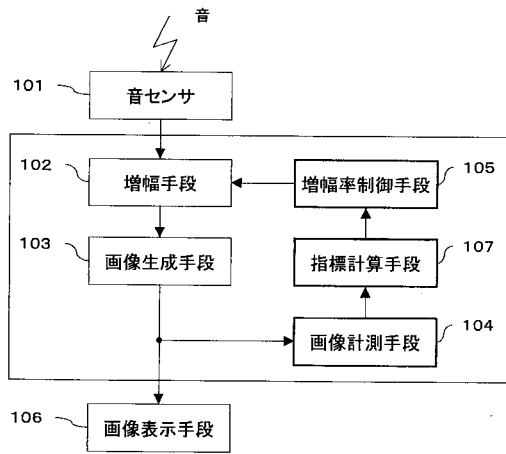 音
101
音センサ
102
増幅手段
増幅率制御手段
105
103
画像生成手段
指標計算手段
107
画像計測手段
104
106
画像表示手段